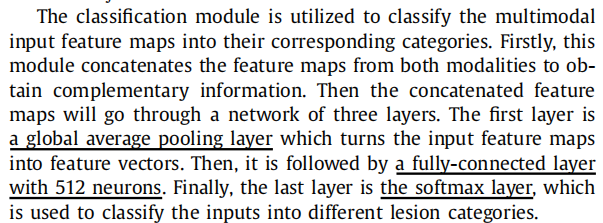 The classification module is utilized to classify the multimodal
input feature maps into their corresponding categories. Firstly, this
module concatenates the feature maps from both modalities to ob-
tain complementary information. Then the concatenated feature
maps will go through a network of three layers. The first layer is
a global average pooling layer which turns the input feature maps
into feature vectors. Then, it is followed by a fully-connected layer
with 512 neurons. Finally, the last layer is the softmax layer, which
is used to classify the inputs into different lesion categories.